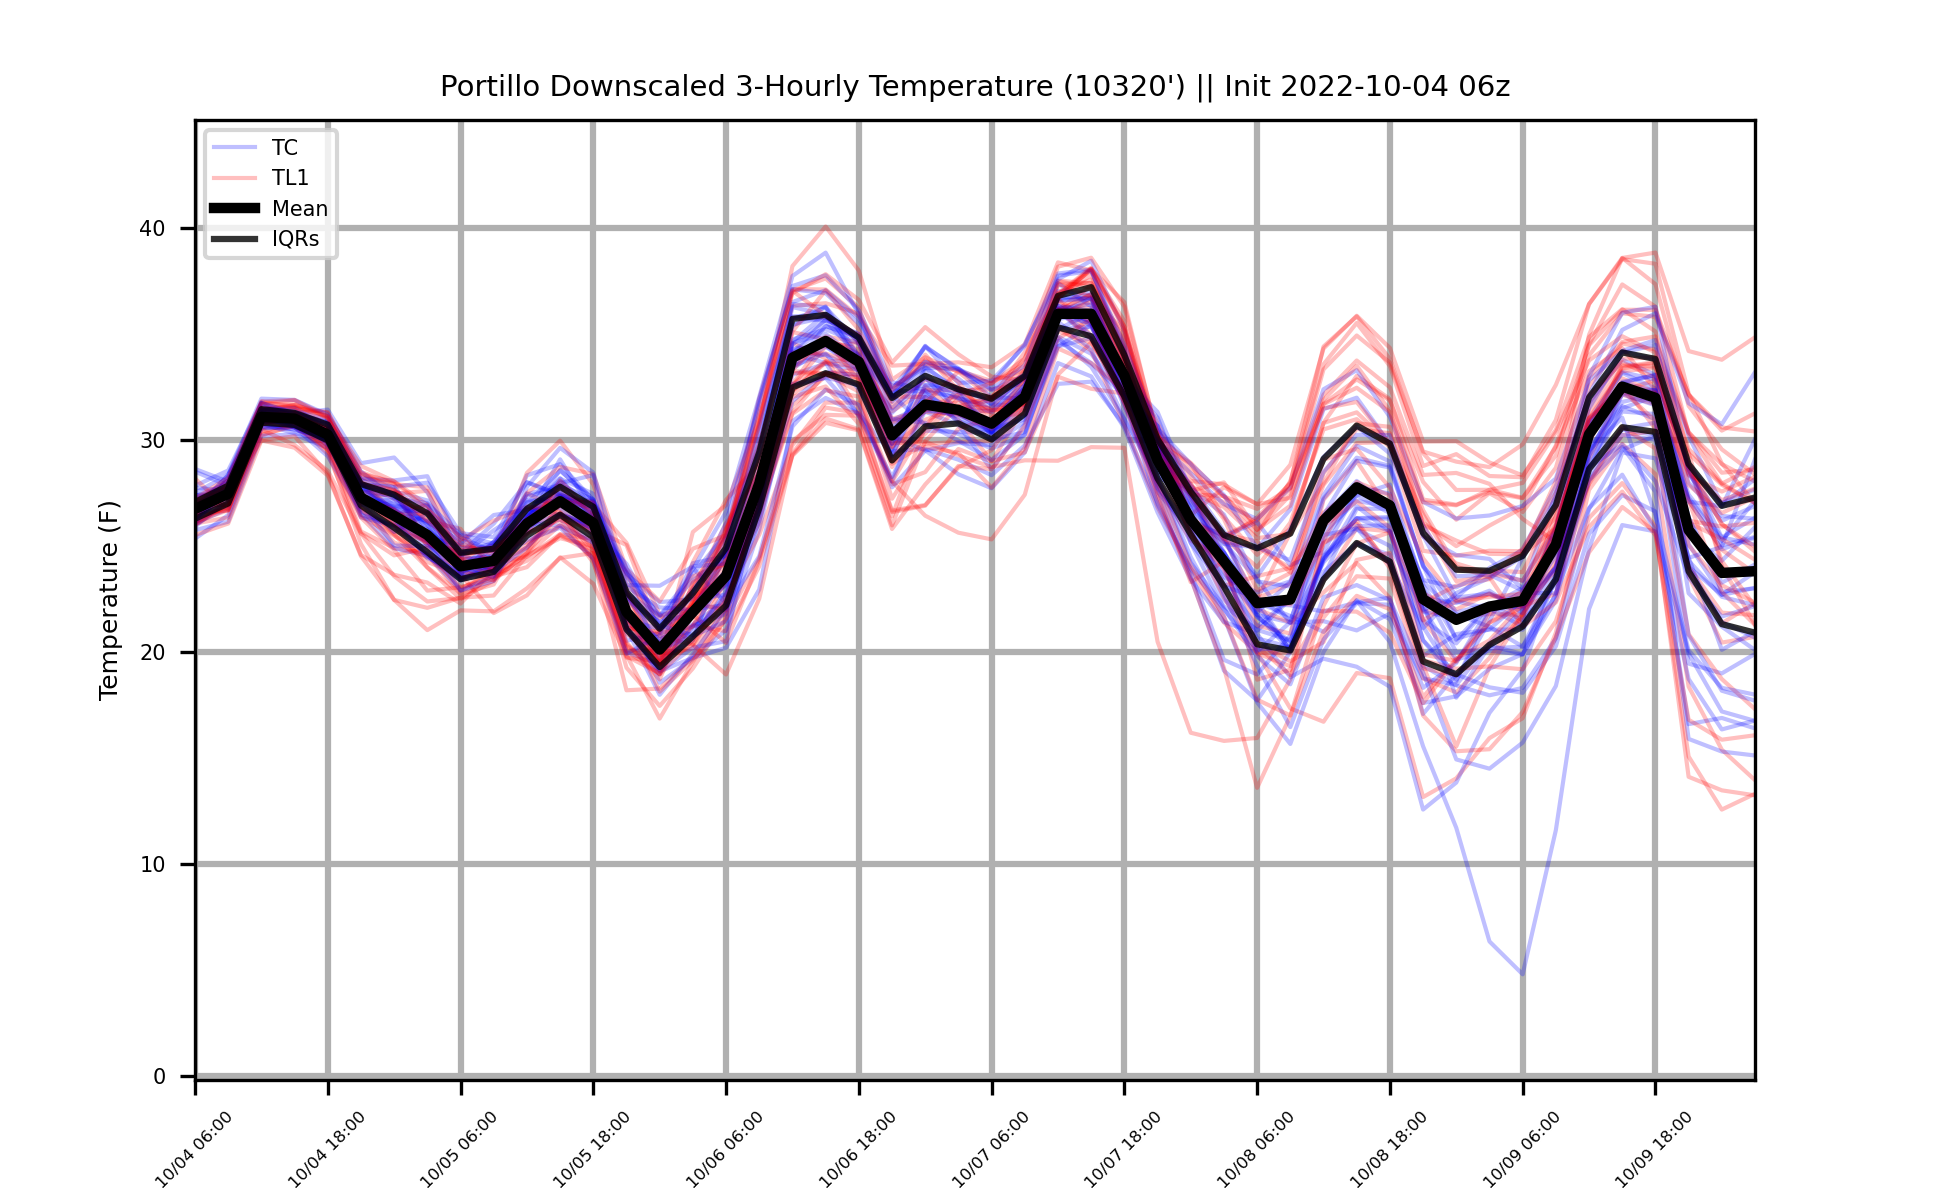 Portillo Downscaled 3-Hourly Temperature (10320') || Init 2022-10-04 06z
TC
TL1
Mean
IQRs
Temperature (F)
40
30
20
10
0
10/04 06:00
10/04 18:00
10/05 06:00
10/05 18:00
10/06 06:00
10/06 18:00
10/07 06:00
10/07 18:00
10/08 06:00
10/08 18:00
10/09 06:00
10/09 18:00